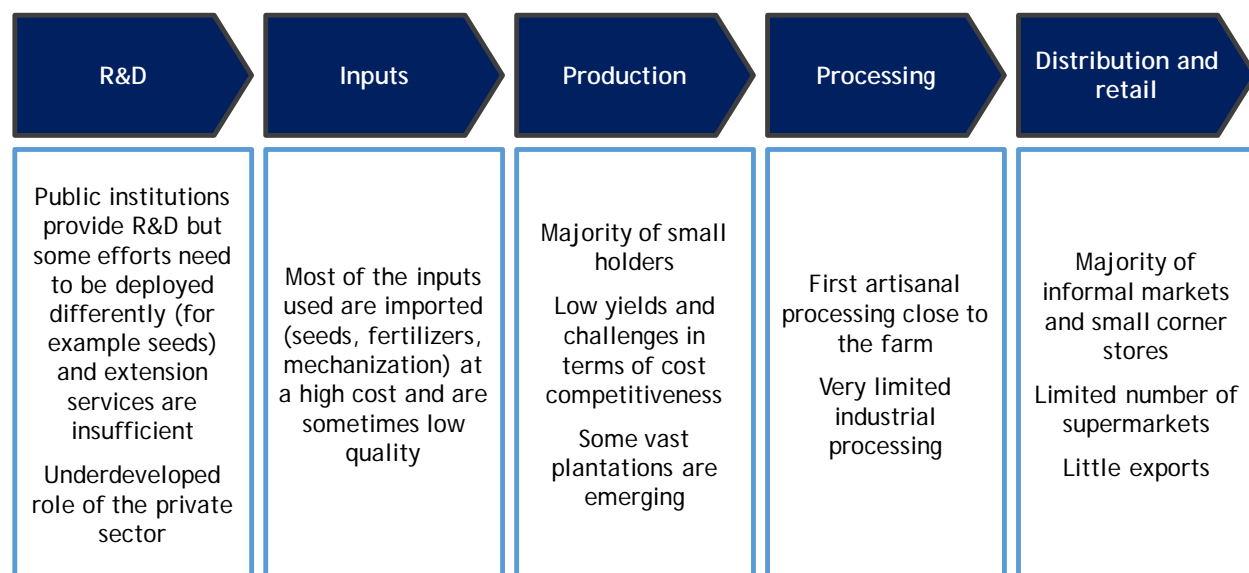 R&D
Inputs
Production
Processing
Distribution and
retail
Public institutions
provide R&D but
some efforts need
to be deployed
differently (for
example seeds)
and extension
services are
insufficient
Underdeveloped
role of the private
sector
Most of the inputs
used are imported
(seeds, fertilizers,
mechanization) at
a high cost and are
sometimes low
quality
Majority of small
holders
Low yields and
challenges in
terms of cost
competitiveness
Some vast
plantations are
emerging
First artisanal
processing close to
the farm
Very limited
industrial
processing
Majority of
informal markets
and small corner
stores
Limited number of
supermarkets
Little exports